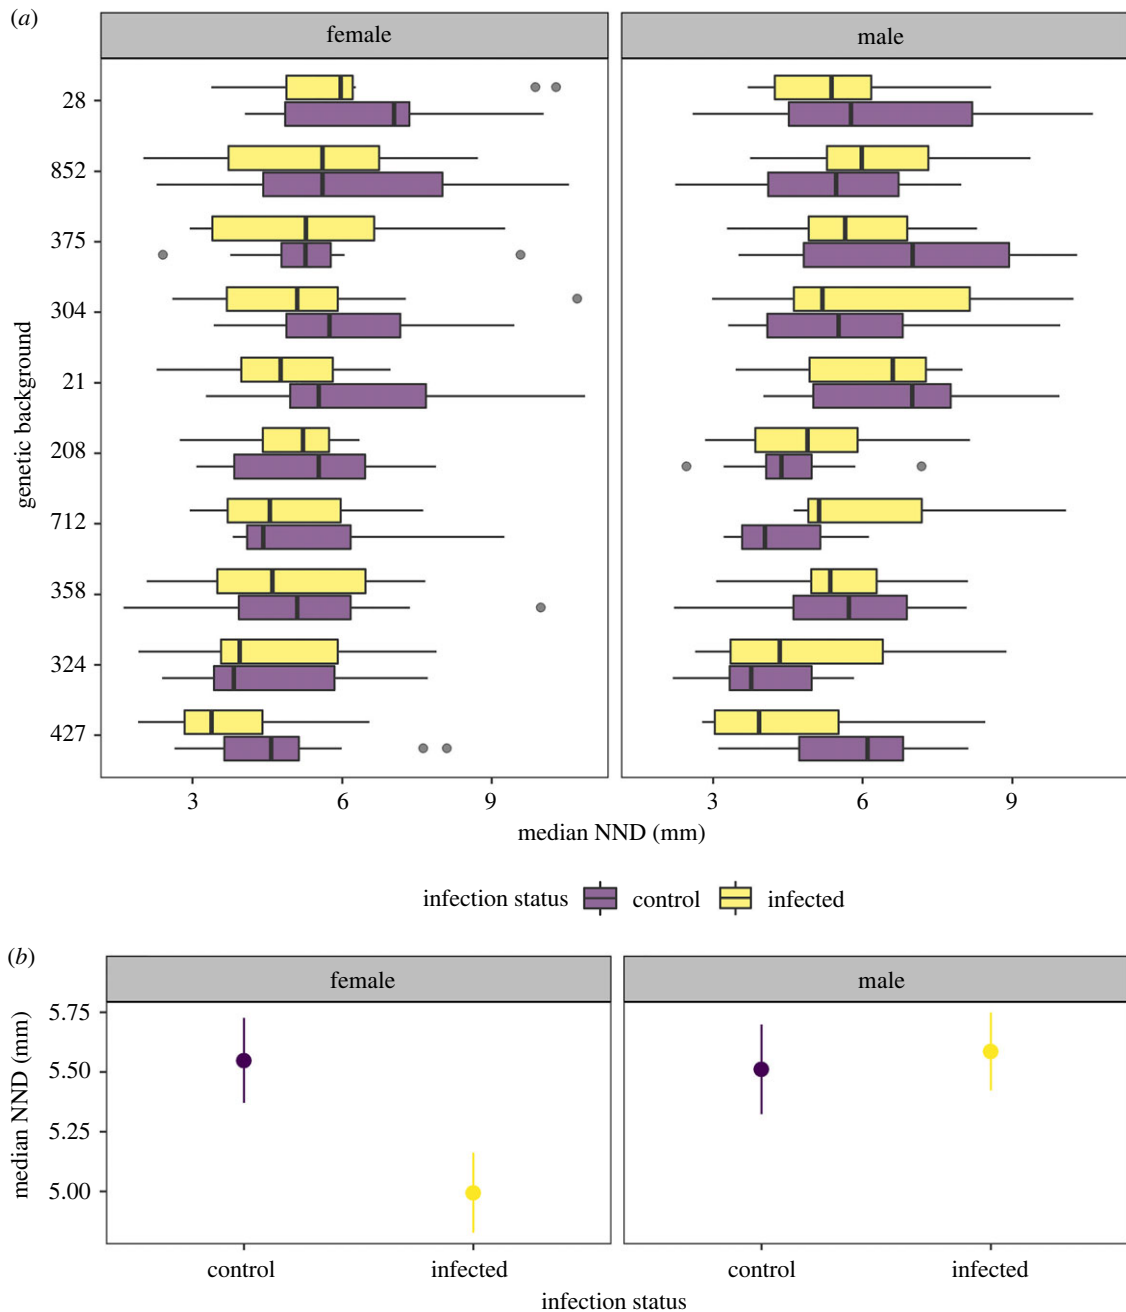 (a)
female male
28
852
375
304
21
208
712
358
324
427
genetic background
3 6 9 3 6 9
median NND (mm)
infection status control infected
(b)
female male
5.75
5.50
5.25
5.00
median NND (mm)
control infected control infected
infection status